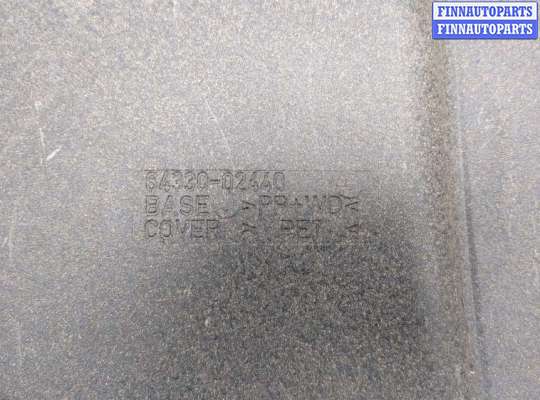 FINNAUTOPARTS
FINNAUTOPARTS
64330-02440
BASE >PP+WD<
COVER > PET <